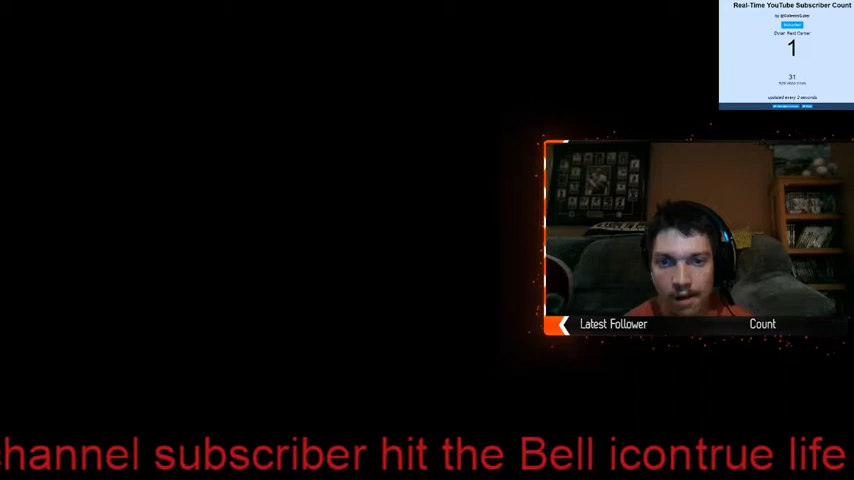 Real-Time YouTube Subscriber Count
1
31
updated every 2 seconds
Latest Follower
Count
channel subscriber hit the Bell icontrue life